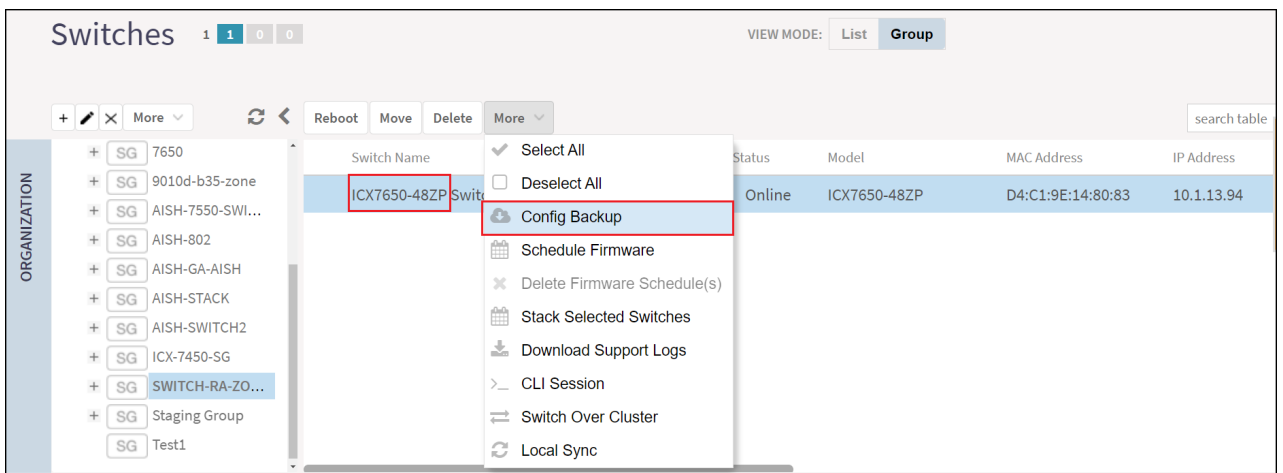 Switches 1 1 0 0 VIEW MODE: List Group
+ More Reboot Move Delete More search table
ORGANIZATION
+ SG 7650
+ SG 9010d-b35-zone
+ SG AISH-7550-SWI...
+ SG AISH-802
+ SG AISH-GA-AISH
+ SG AISH-STACK
+ SG AISH-SWITCH2
+ SG ICX-7450-SG
+ SG SWITCH-RA-ZO...
+ SG Staging Group
SG Test1
Switch Name Status Model MAC Address IP Address
ICX7650-48ZP Online ICX7650-48ZP D4:C1:9E:14:80:83 10.1.13.94
Select All
Deselect All
Config Backup
Schedule Firmware
Delete Firmware Schedule(s)
Stack Selected Switches
Download Support Logs
>_ CLI Session
Switch Over Cluster
Local Sync